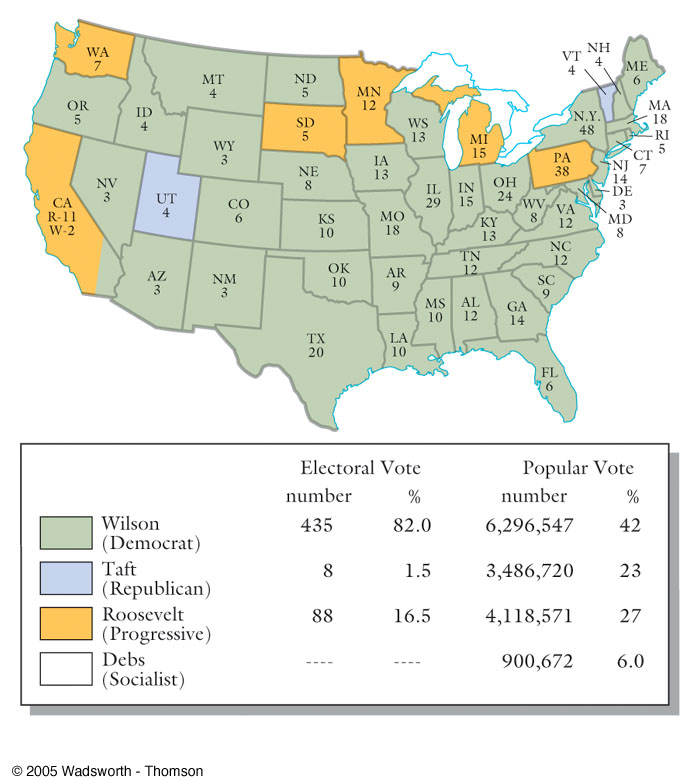 WA
7
OR
5
CA
R-11
W-2
NV
3
ID
4
MT
4
WY
3
UT
4
AZ
3
CO
6
NM
3
ND
5
SD
5
NE
8
KS
10
OK
10
TX
20
MN
12
IA
13
MO
18
AR
9
LA
10
WS
13
IL
29
MS
10
MI
15
IN
15
KY
13
TN
12
AL
12
OH
24
WV
8
GA
14
FL
6
SC
9
NC
12
VA
12
PA
38
N.Y.
48
VT
4
NH
4
ME
6
MA
18
RI
5
CT
7
NJ
14
DE
3
MD
8
Electoral Vote Popular Vote
number % number %
Wilson 435 82.0 6,296,547 42
(Democrat)
Taft 8 1.5 3,486,720 23
(Republican)
Roosevelt 88 16.5 4,118,571 27
(Progressive)
Debs ---- ---- 900,672 6.0
(Socialist)
© 2005 Wadsworth - Thomson